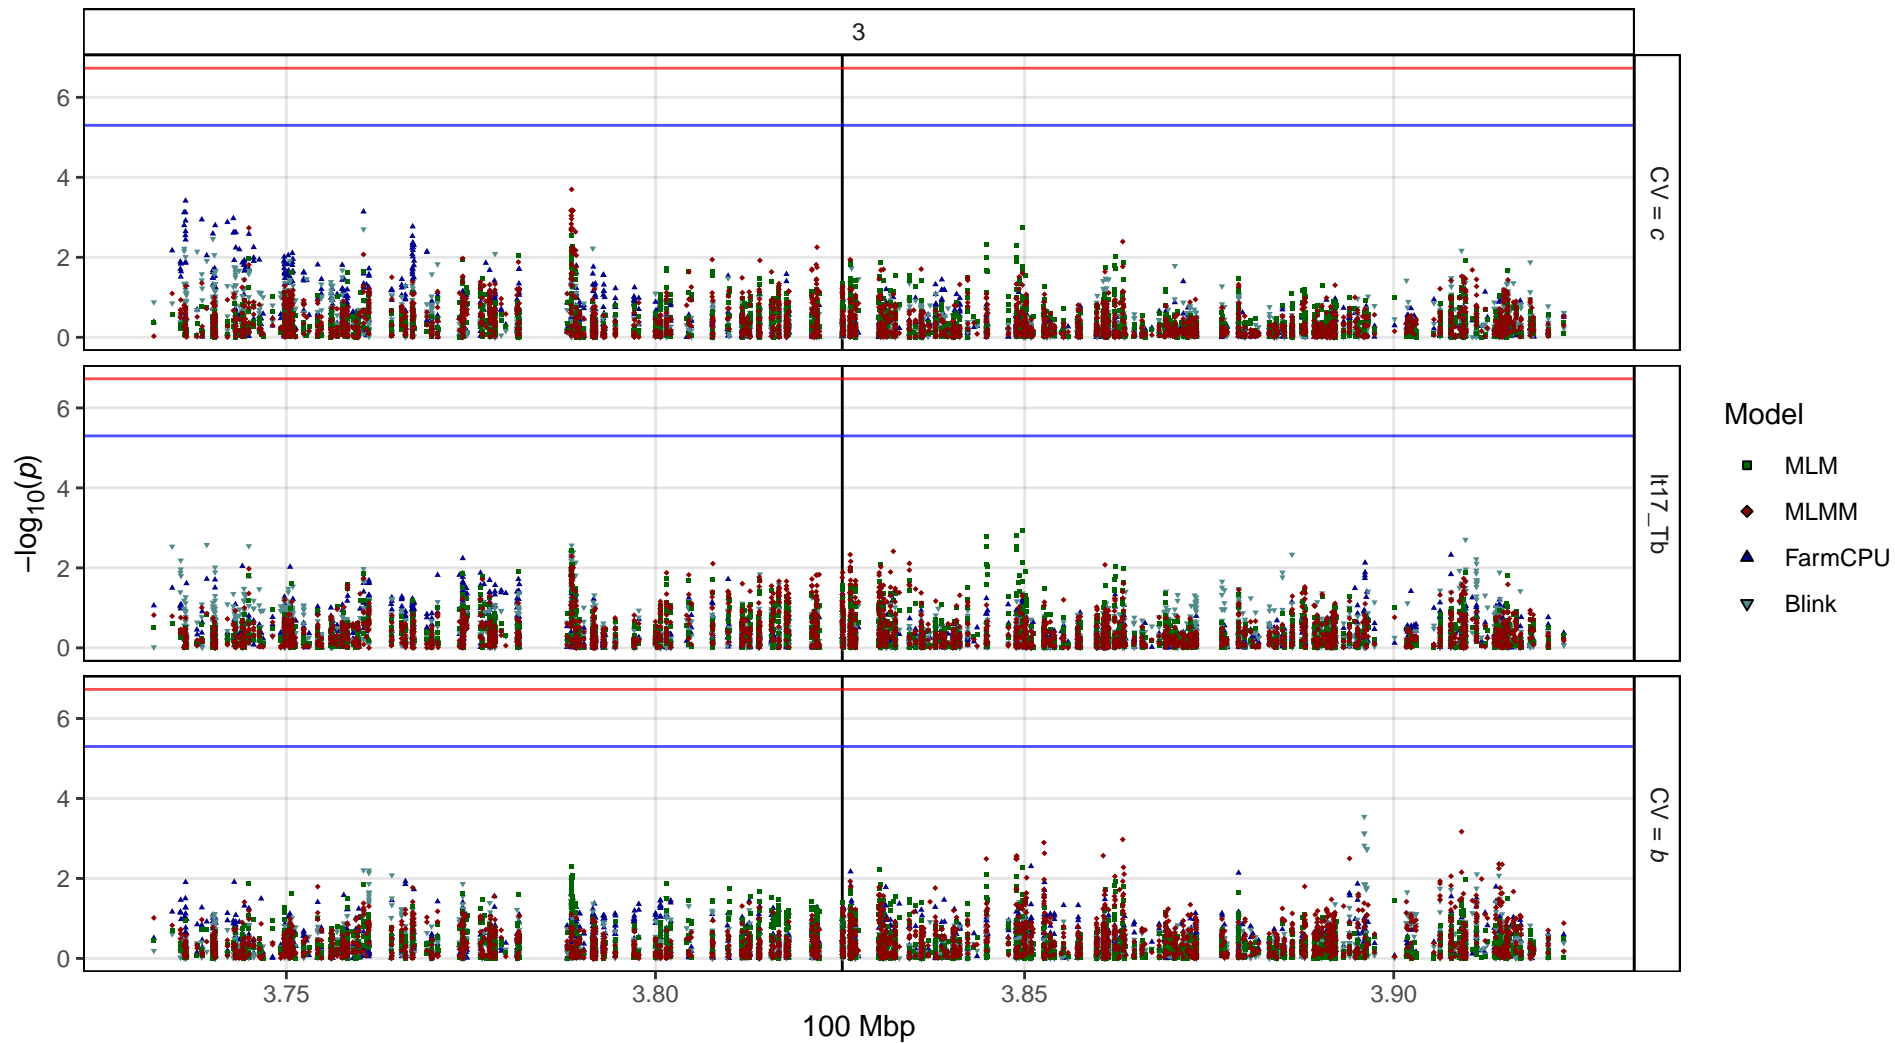 3
6
4
2
0
CV = c
6
4
2
0
lt17_Tb
6
4
2
0
CV = b
−log10(p)
3.75 3.80 3.85 3.90
100 Mbp
Model
MLM
MLMM
FarmCPU
Blink